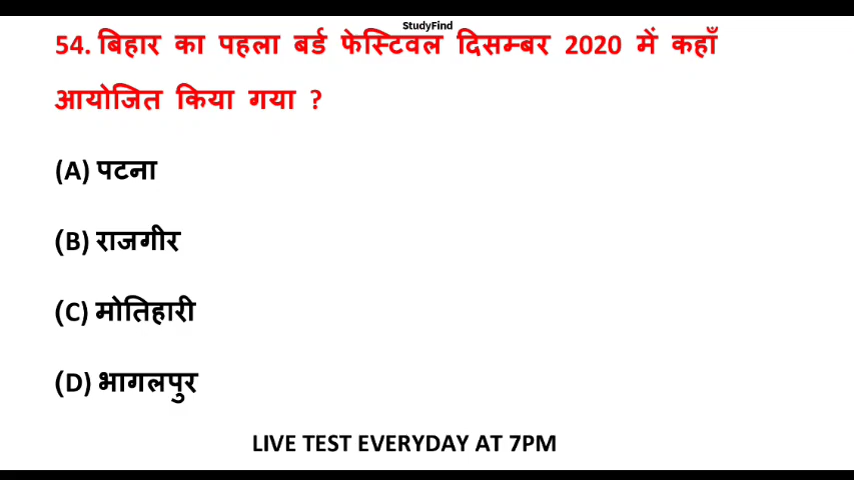 StudyFind
54. बिहार का पहला बर्ड फेस्टिवल दिसम्बर 2020 में कहाँ
आयोजित किया गया ?
(A) पटना
(B) राजगीर
(C) मोतिहारी
(D) भागलपुर
LIVE TEST EVERYDAY AT 7PM